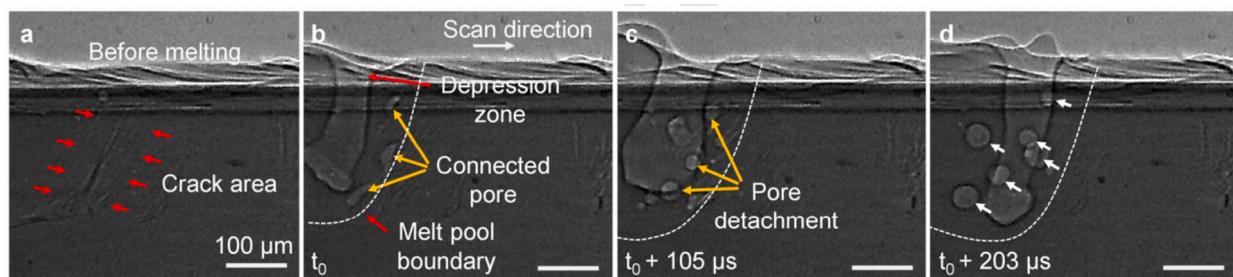 a
Before melting
Crack area
100 μm
b
Scan direction
Depression
zone
Connected
pore
Melt pool
boundary
t0
c
Pore
detachment
t0 + 105 μs
d
t0 + 203 μs